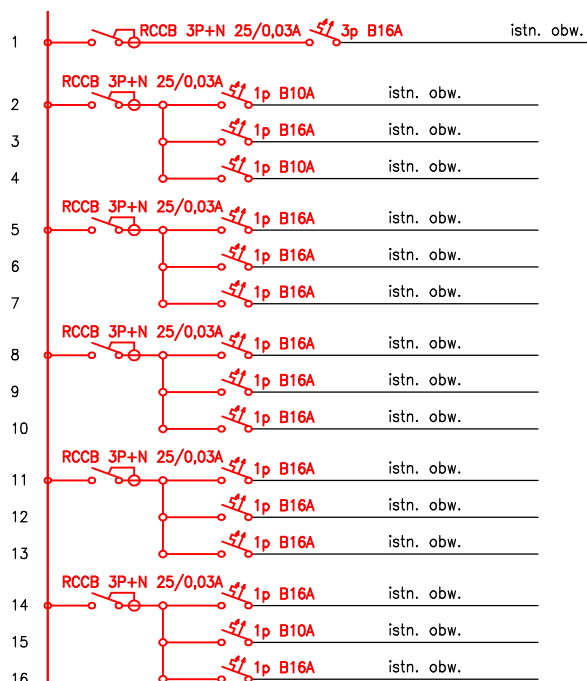 1 RCCB 3P+N 25/0,03A 3p B16A istn. obw.
RCCB 3P+N 25/0,03A
2 1p B10A istn. obw.
3 1p B16A istn. obw.
4 1p B10A istn. obw.
RCCB 3P+N 25/0,03A
5 1p B16A istn. obw.
6 1p B16A istn. obw.
7 1p B16A istn. obw.
RCCB 3P+N 25/0,03A
8 1p B16A istn. obw.
9 1p B16A istn. obw.
10 1p B16A istn. obw.
RCCB 3P+N 25/0,03A
11 1p B16A istn. obw.
12 1p B16A istn. obw.
13 1p B16A istn. obw.
RCCB 3P+N 25/0,03A
14 1p B16A istn. obw.
15 1p B10A istn. obw.
16 1p B16A istn. obw.